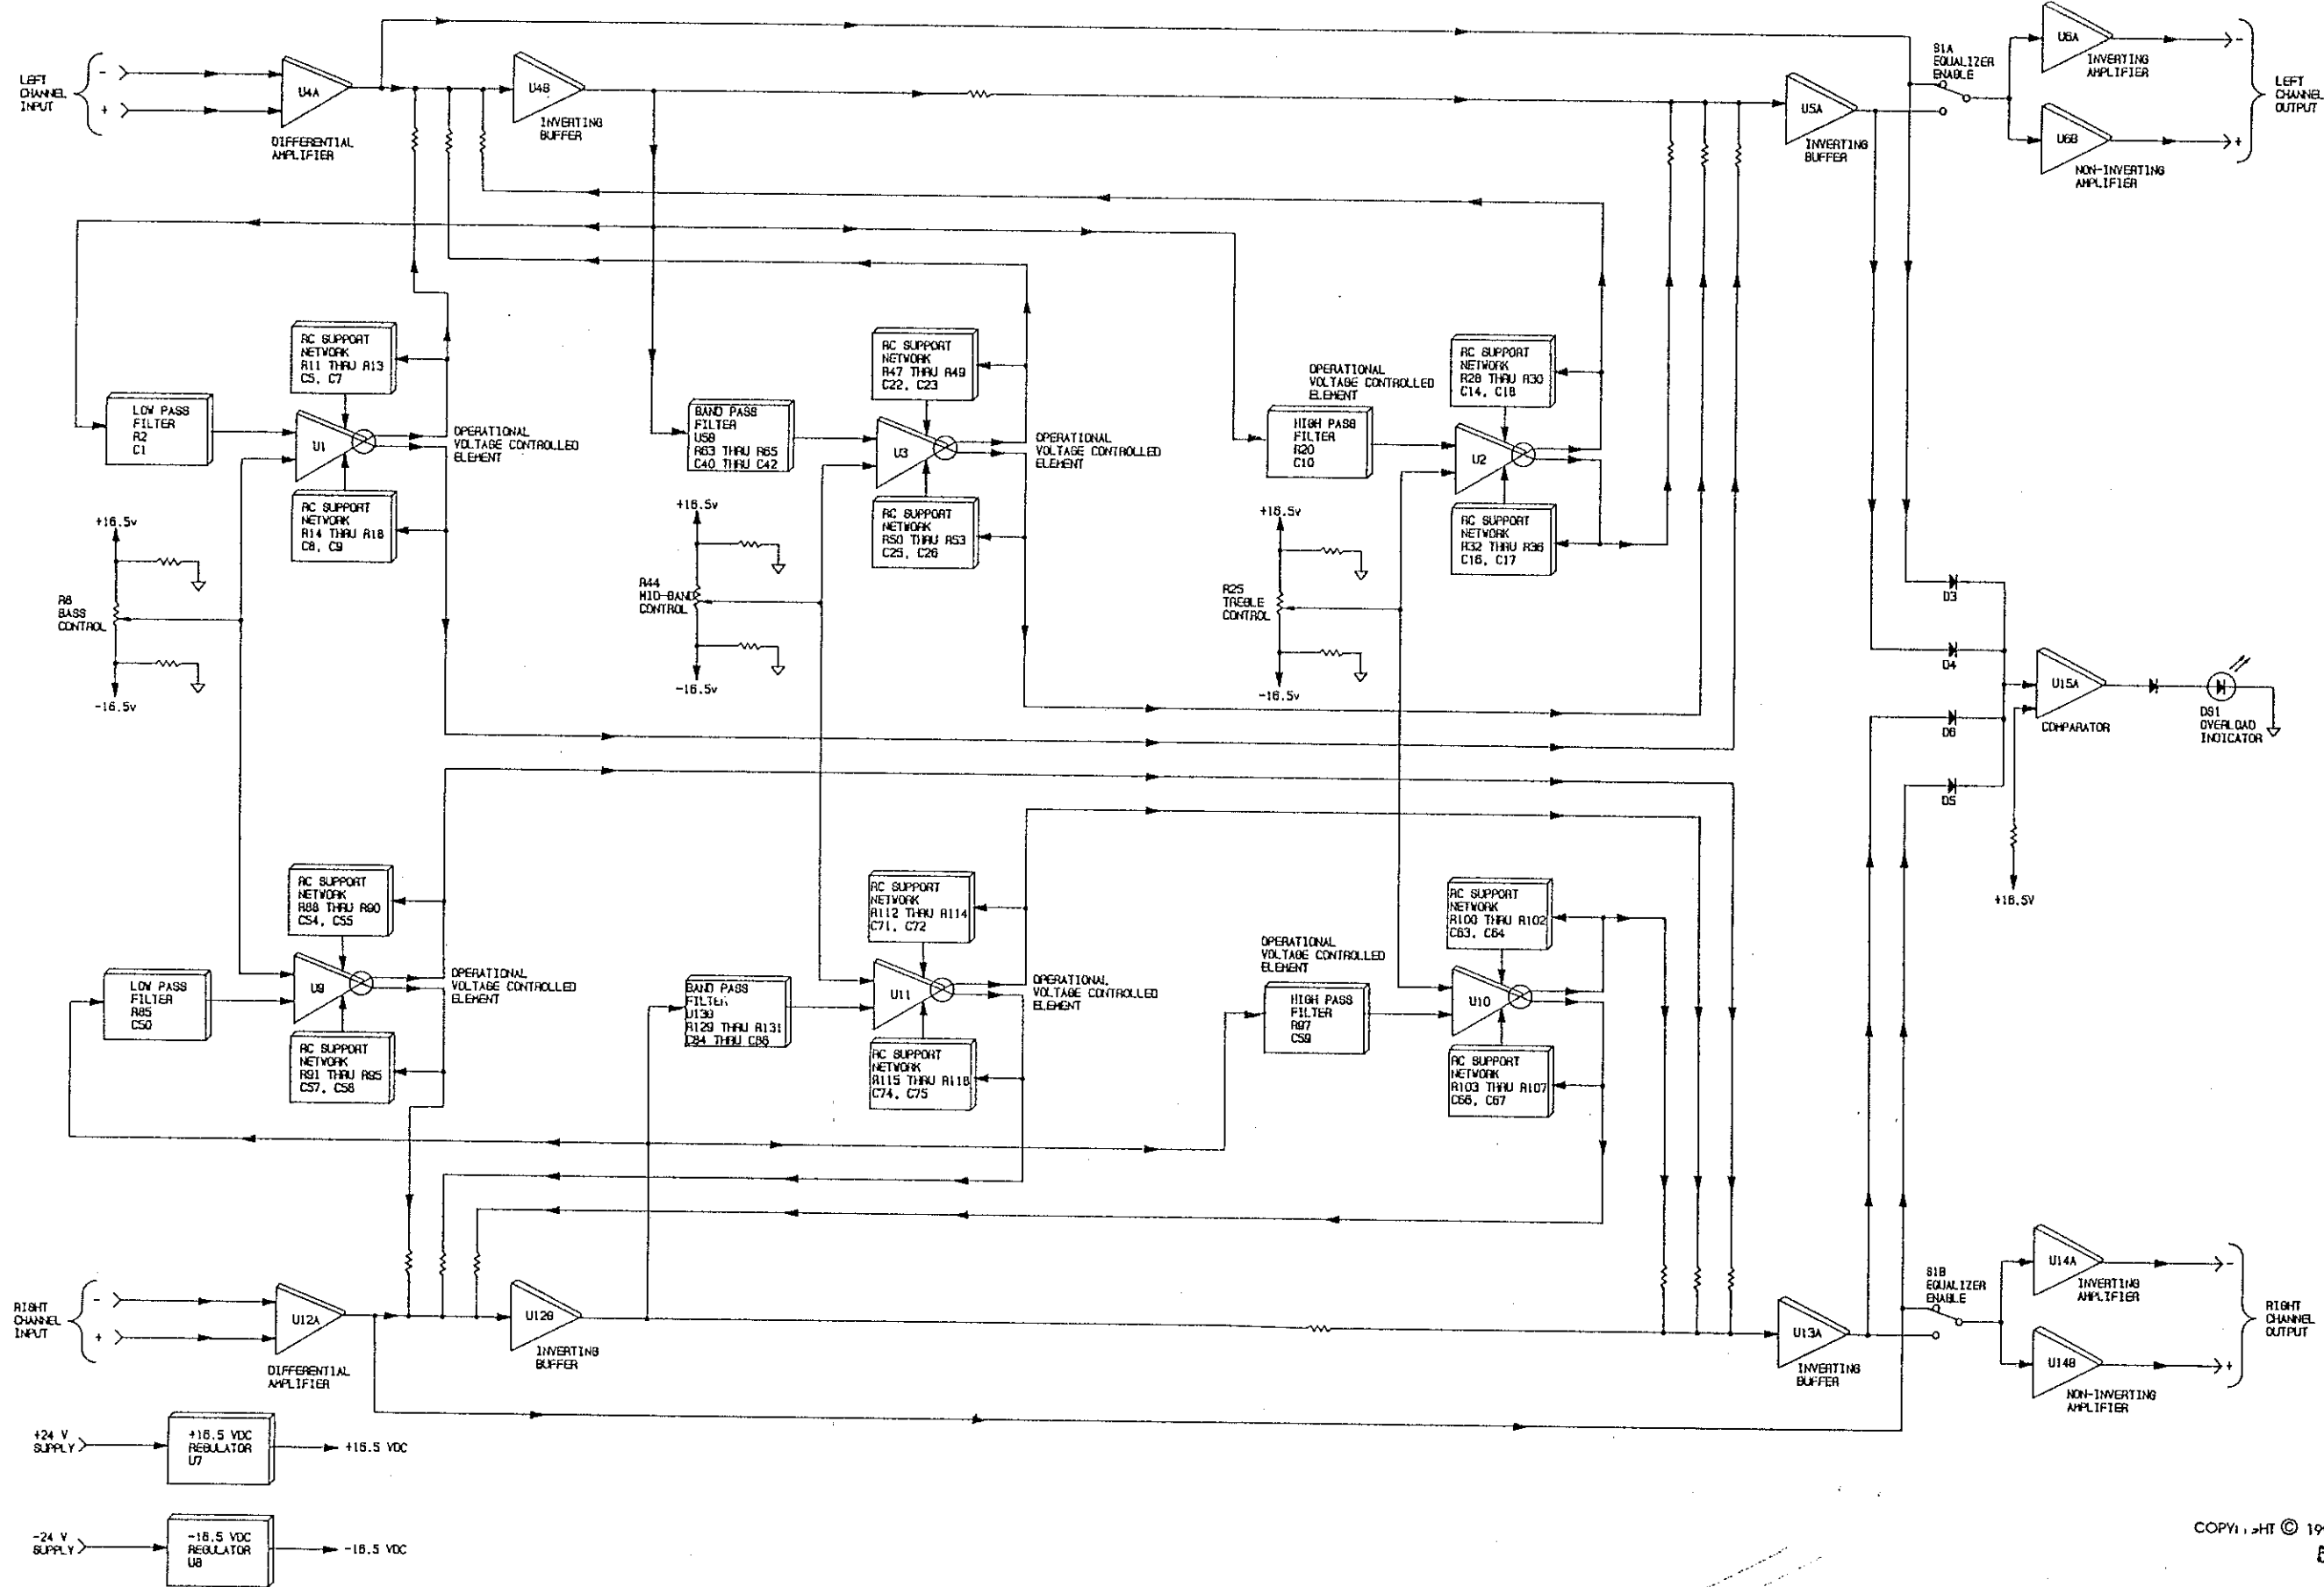 LEFT
CHANNEL
INPUT
-
+
U4A
DIFFERENTIAL
AMPLIFIER
U4B
INVERTING
BUFFER
U5A
INVERTING
BUFFER
S1A
EQUALIZER
ENABLE
U6A
INVERTING
AMPLIFIER
-
U6B
NON-INVERTING
AMPLIFIER
+
LEFT
CHANNEL
OUTPUT
LOW PASS
FILTER
R2
C1
RC SUPPORT
NETWORK
R11 THRU R13
C5, C7
U1
OPERATIONAL
VOLTAGE CONTROLLED
ELEMENT
RC SUPPORT
NETWORK
R14 THRU R18
C8, C9
+16.5v
R8
BASS
CONTROL
-16.5v
BAND PASS
FILTER
U5B
R63 THRU R65
C40 THRU C42
RC SUPPORT
NETWORK
R47 THRU R49
C22, C23
U3
OPERATIONAL
VOLTAGE CONTROLLED
ELEMENT
RC SUPPORT
NETWORK
R50 THRU R53
C25, C26
+16.5v
R44
MID-BAND
CONTROL
-16.5v
OPERATIONAL
VOLTAGE CONTROLLED
ELEMENT
HIGH PASS
FILTER
R20
C10
RC SUPPORT
NETWORK
R28 THRU R30
C14, C18
U2
RC SUPPORT
NETWORK
R32 THRU R36
C16, C17
+16.5v
R25
TREBLE
CONTROL
-16.5v
D3
D4
D6
D5
U15A
COMPARATOR
DS1
OVERLOAD
INDICATOR
+16.5V
RC SUPPORT
NETWORK
R88 THRU R90
C54, C55
LOW PASS
FILTER
R85
C50
U9
OPERATIONAL
VOLTAGE CONTROLLED
ELEMENT
RC SUPPORT
NETWORK
R91 THRU R95
C57, C58
RC SUPPORT
NETWORK
R112 THRU R114
C71, C72
BAND PASS
FILTER
U13B
R129 THRU R131
C84 THRU C86
U11
OPERATIONAL
VOLTAGE CONTROLLED
ELEMENT
RC SUPPORT
NETWORK
R115 THRU R118
C74, C75
OPERATIONAL
VOLTAGE CONTROLLED
ELEMENT
RC SUPPORT
NETWORK
R100 THRU R102
C63, C64
HIGH PASS
FILTER
R97
C59
U10
RC SUPPORT
NETWORK
R103 THRU R107
C66, C67
RIGHT
CHANNEL
INPUT
-
+
U12A
DIFFERENTIAL
AMPLIFIER
U12B
INVERTING
BUFFER
U13A
INVERTING
BUFFER
S1B
EQUALIZER
ENABLE
U14A
INVERTING
AMPLIFIER
-
U14B
NON-INVERTING
AMPLIFIER
+
RIGHT
CHANNEL
OUTPUT
+24 V
SUPPLY
+16.5 VDC
REGULATOR
U7
+16.5 VDC
-24 V
SUPPLY
-16.5 VDC
REGULATOR
U8
-16.5 VDC
©